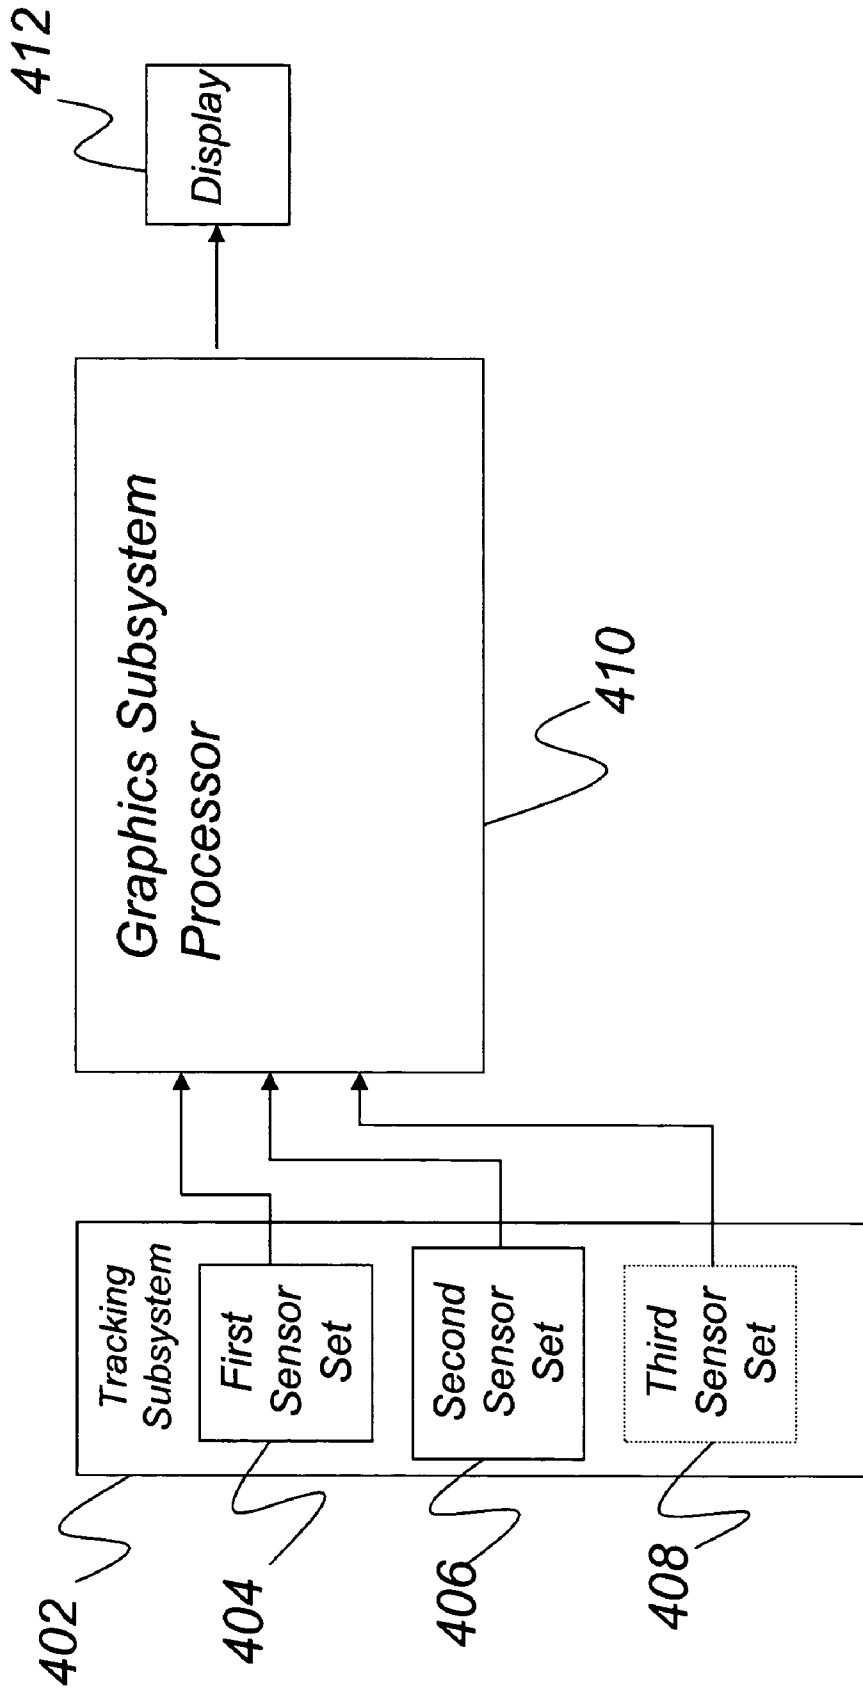 402
Tracking
Subsystem
404
First
Sensor
Set
406
Second
Sensor
Set
408
Third
Sensor
Set
Graphics Subsystem
Processor
410
Display
412